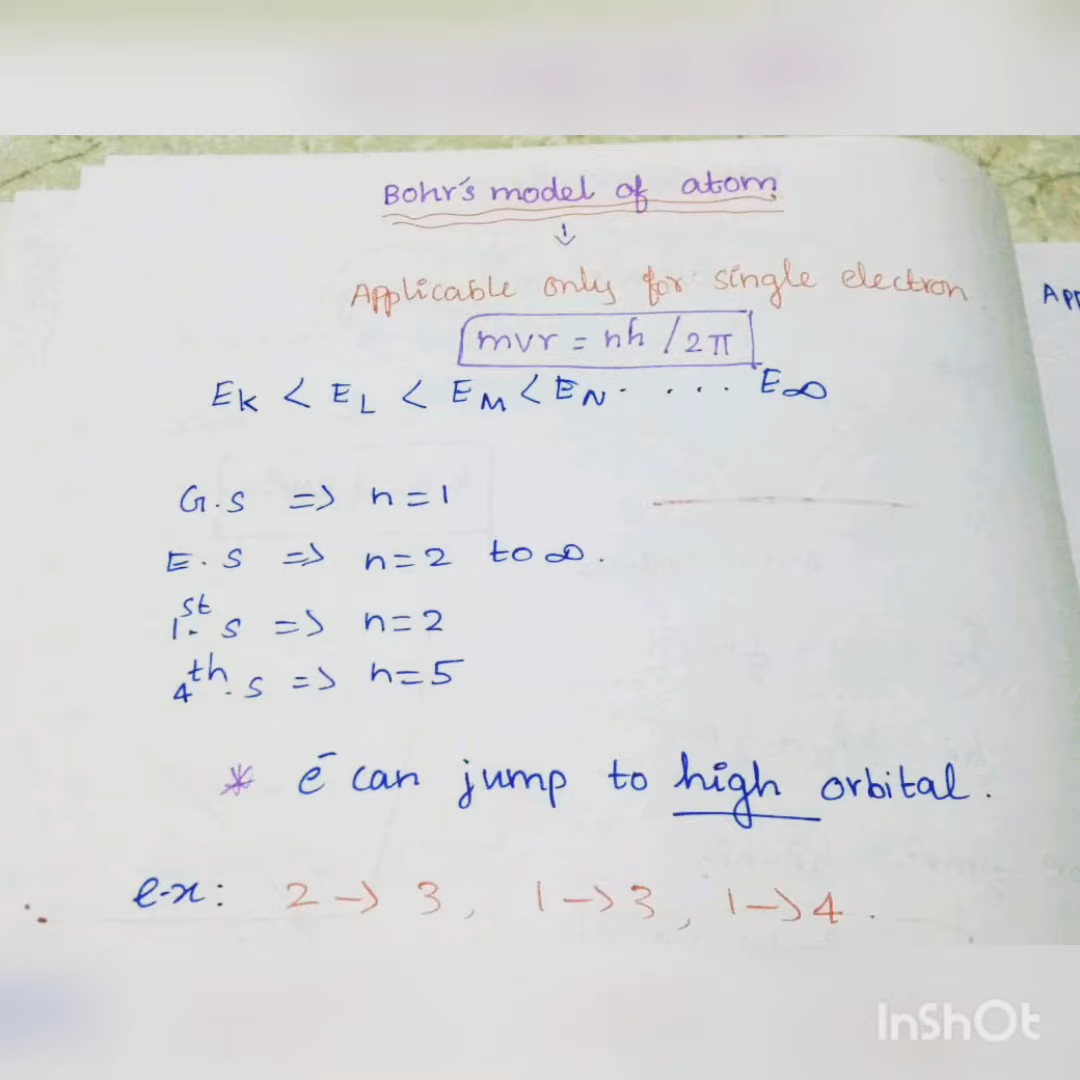 Bohr's model of atom
↓
Applicable only for single electron
mvr = nh / 2π
EK < EL < EM < EN . . . . E∞
G.S => n = 1
E.S => n = 2 to ∞.
1st.S => n = 2
4th.S => n = 5
* e⁻ can jump to high orbital.
e-x: 2 -> 3, 1 -> 3, 1 -> 4.
InShOt